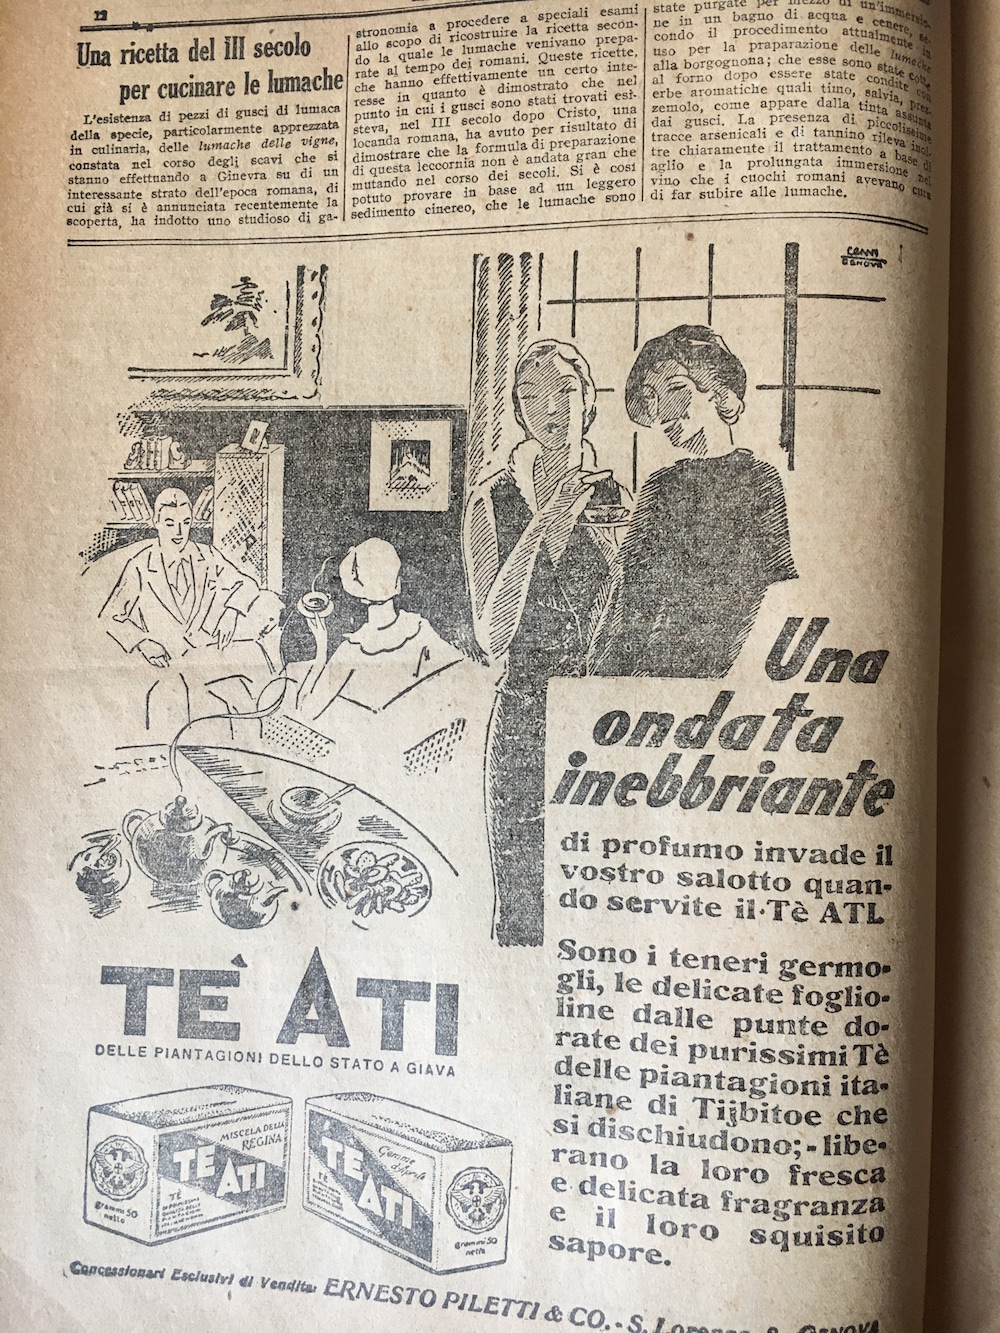 12
Una ricetta del III secolo
per cucinare le lumache
L'esistenza di pezzi di gusci di lumaca
della specie, particolarmente apprezzata
in culinaria, delle lumache delle vigne,
constata nel corso degli scavi che si
stanno effettuando a Ginevra su di un
interessante strato dell'epoca romana, di
cui già si è annunciata recentemente la
scoperta, ha indotto uno studioso di ga-
stronomia a procedere a speciali esami
allo scopo di ricostruire la ricetta secon-
do la quale le lumache venivano prepa-
rate al tempo dei romani. Queste ricette,
che hanno effettivamente un certo inte-
resse in quanto è dimostrato che nel
punto in cui i gusci sono stati trovati esi-
steva, nel III secolo dopo Cristo, una
locanda romana, ha avuto per risultato di
dimostrare che la formula di preparazione
di questa leccornia non è andata gran che
mutando nel corso dei secoli. Si è così
potuto provare in base ad un leggero
sedimento cinereo, che le lumache sono
state purgate per mezzo di un'immersio-
ne in un bagno di acqua e cenere, se-
condo il procedimento attualmente in
uso per la praparazione delle lumache
alla borgognona; che esse sono state cotte
al forno dopo essere state condite con
erbe aromatiche quali timo, salvia, prez-
zemolo, come appare dalla tinta assunta
dai gusci. La presenza di piccolissime
tracce arsenicali e di tannino rileva inol-
tre chiaramente il trattamento a base di
aglio e la prolungata immersione nel
vino che i cuochi romani avevano cura
di far subire alle lumache.
GENOVA
Una
ondata
inebbriante
di profumo invade il
vostro salotto quan-
do servite il Tè ATI.
Sono i teneri germo-
gli, le delicate foglio-
line dalle punte do-
rate dei purissimi Tè
delle piantagioni ita-
liane di Tijbitoe che
si dischiudono; - libe-
rano la loro fresca
e delicata fragranza
e il loro squisito
sapore.
TÈ ATI
DELLE PIANTAGIONI DELLO STATO A GIAVA
MISCELA DELLA
REGINA
TÈ
ATI
TÈ
grammi 50
netto
Gemme
TÈ
ATI
TÈ
grammi 50
netto
Concessionari Esclusivi di Vendita: ERNESTO PILETTI & CO. - S. Lorenzo GENOVA